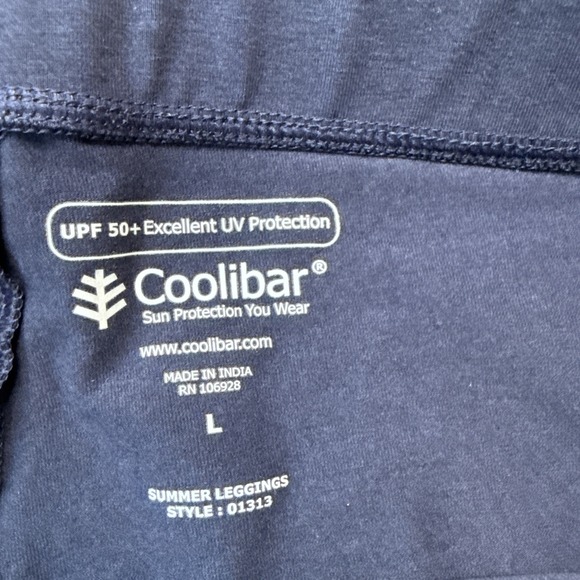 UPF 50+ Excellent UV Protection
Coolibar®
Sun Protection You Wear
www.coolibar.com
MADE IN INDIA
RN 106928
L
SUMMER LEGGINGS
STYLE : 01313